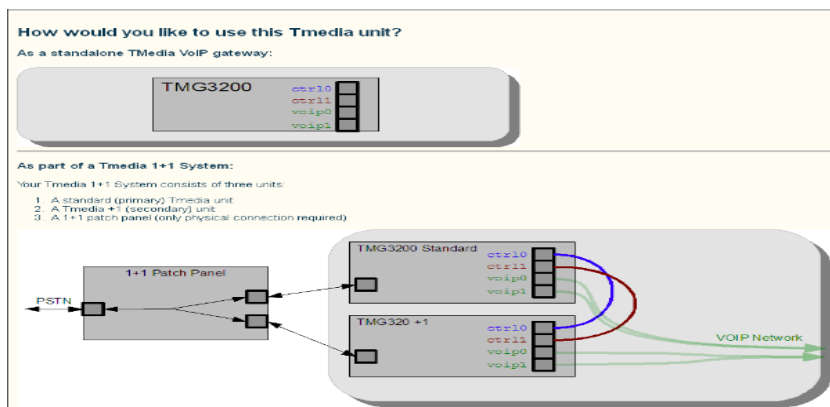 How would you like to use this Tmedia unit?
As a standalone TMedia VoIP gateway:
TMG3200
ctrl0
ctrl1
voip0
voip1
As part of a Tmedia 1+1 System:
Your Tmedia 1+1 System consists of three units:
1. A standard (primary) Tmedia unit
2. A Tmedia +1 (secondary) unit
3. A 1+1 patch panel (only physical connection required)
TMG3200 Standard
ctrl0
ctrl1
voip0
voip1
1+1 Patch Panel
PSTN
TMG320 +1
ctrl0
ctrl1
voip0
voip1
VOIP Network